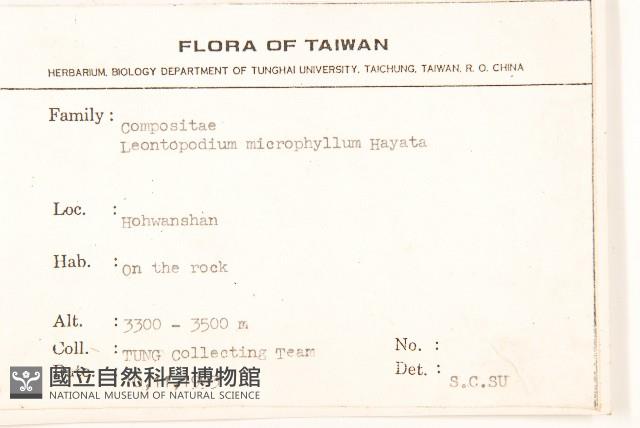 FLORA OF TAIWAN
HERBARIUM, BIOLOGY DEPARTMENT OF TUNGHAI UNIVERSITY, TAICHUNG, TAIWAN, R. O. CHINA
Family : Compositae
Leontopodium microphyllum Hayata
Loc. : Hohwanshan
Hab. : On the rock
Alt. : 3300 - 3500 m
Coll. : TUNG Collecting Team
No. :
Det. : S.C.SU
國立自然科學博物館
NATIONAL MUSEUM OF NATURAL SCIENCE